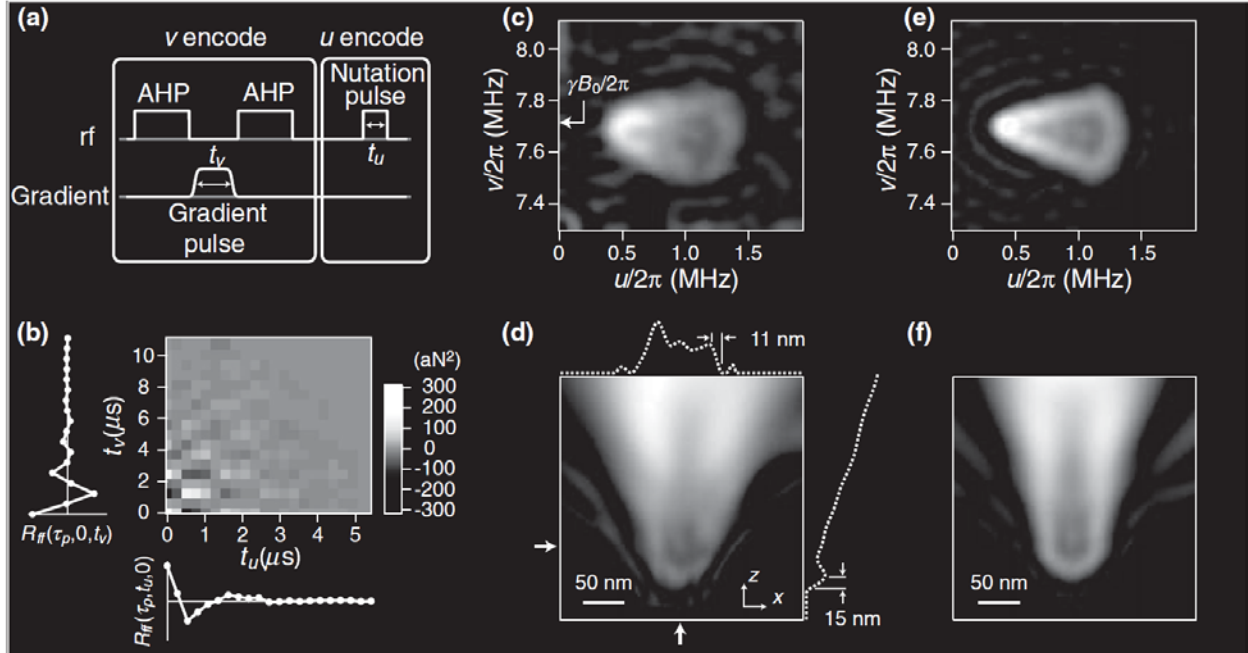 (a)
v encode
u encode
AHP
AHP
Nutation
pulse
rf
t_v
t_u
Gradient
Gradient
pulse
(b)
t_v(μs)
10
8
6
4
2
0
0
1
2
3
4
5
t_u(μs)
(aN²)
300
200
100
0
-100
-200
-300
R_ff(τ_p,0,t_v)
R_ff(τ_p,t_u,0)
(c)
v/2π (MHz)
8.0
7.8
7.6
7.4
γB₀/2π
0
0.5
1.0
1.5
u/2π (MHz)
(d)
11 nm
50 nm
z
x
15 nm
(e)
v/2π (MHz)
8.0
7.8
7.6
7.4
0
0.5
1.0
1.5
u/2π (MHz)
(f)
50 nm